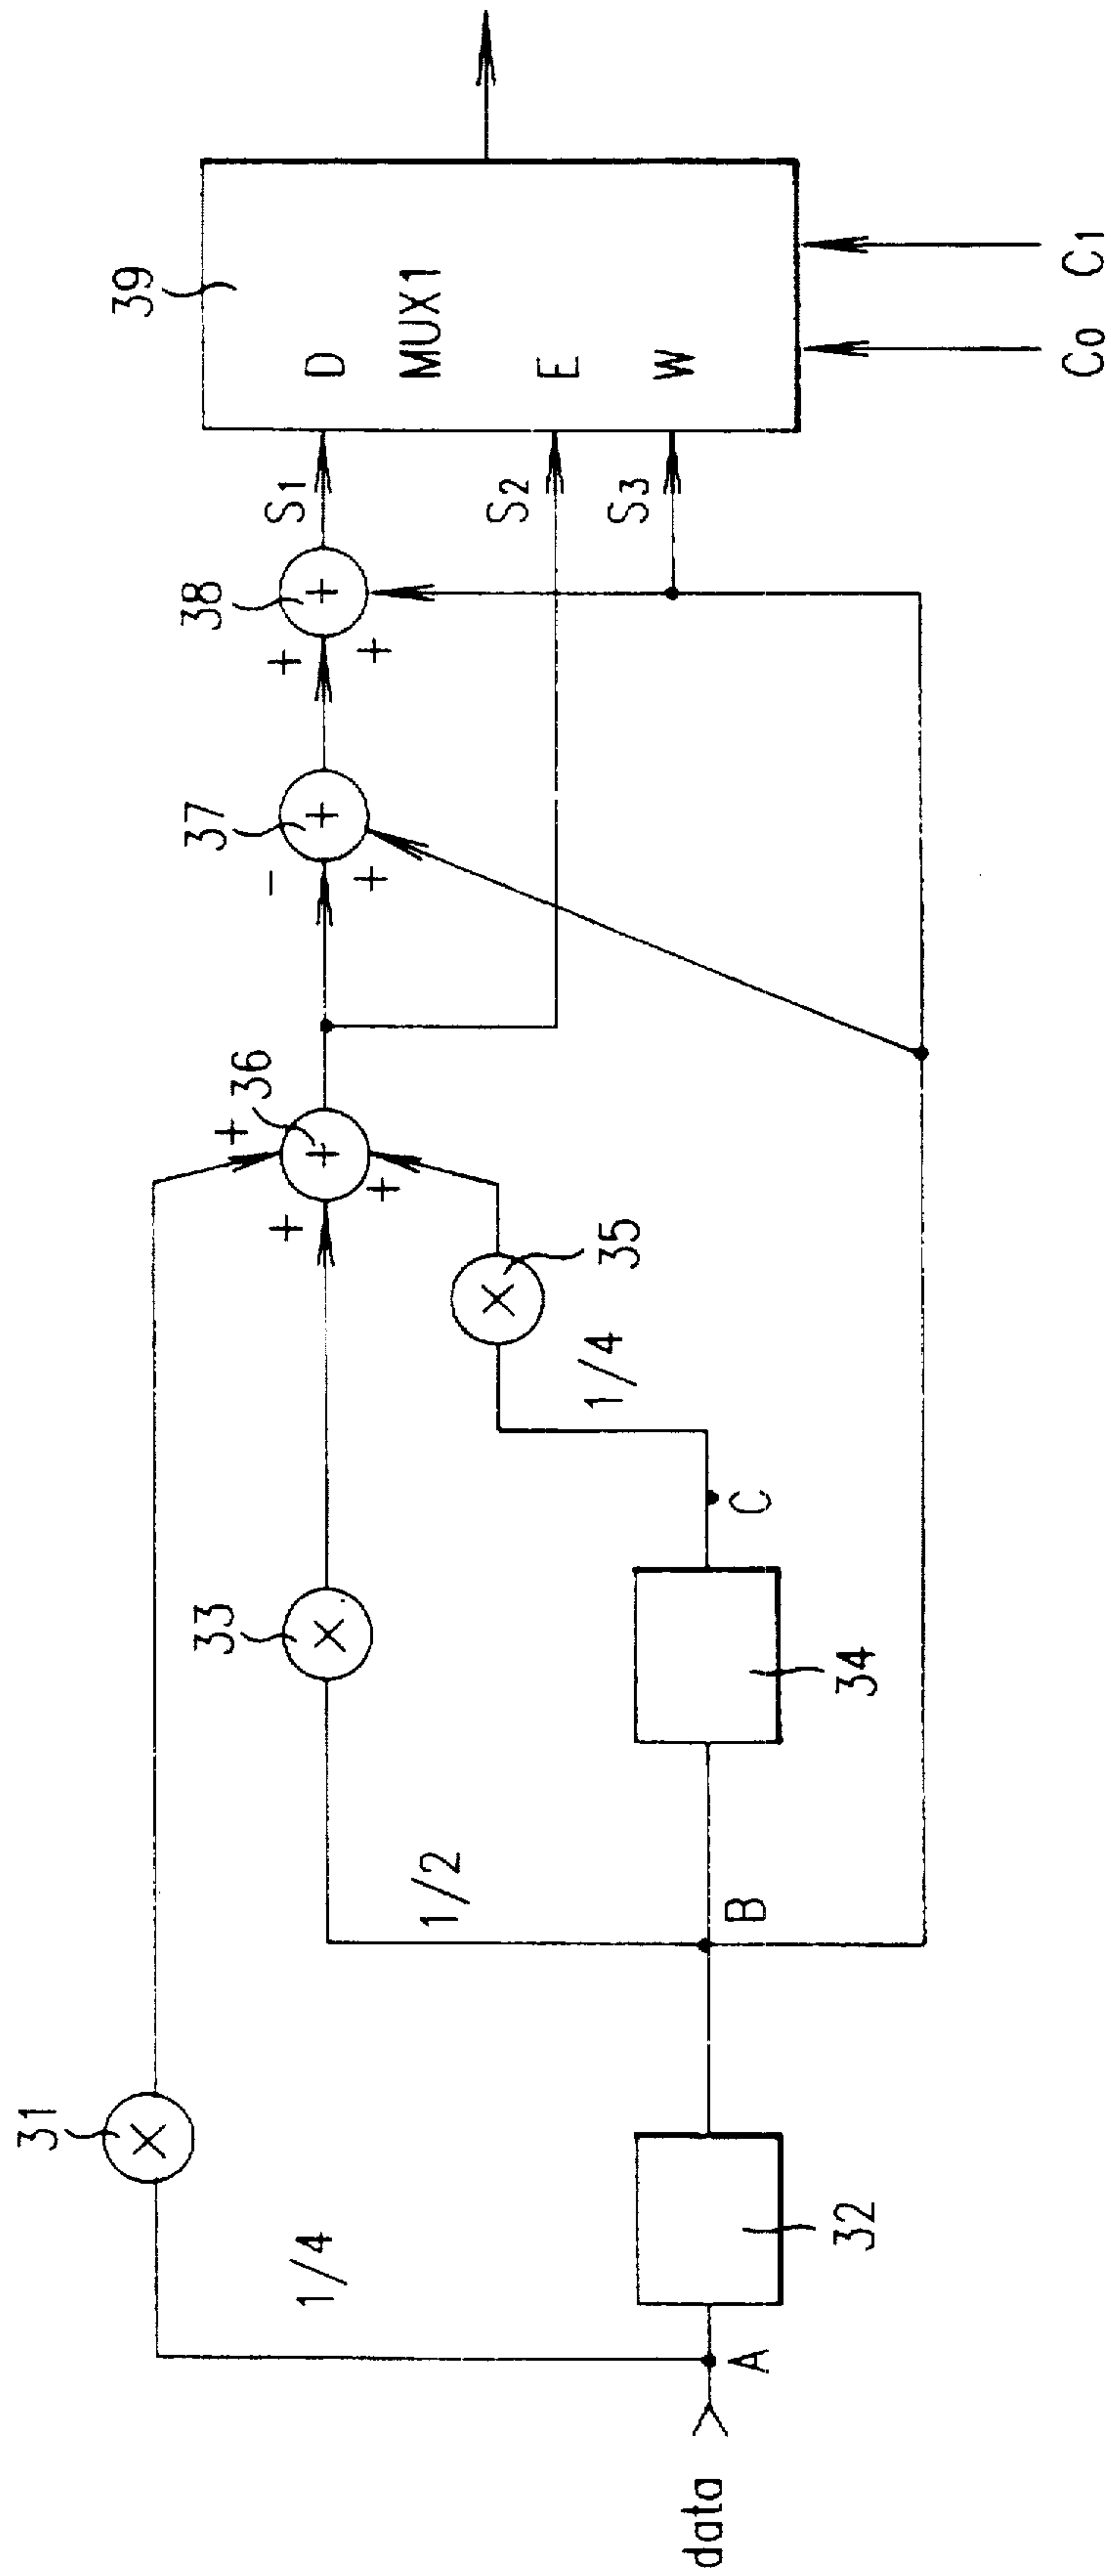 data
A
1/4
31
32
B
1/2
33
34
C
1/4
35
+
+
+
36
+
-
+
37
+
+
+
38
+
S1
S2
S3
39
D
MUX1
E
W
C0
C1